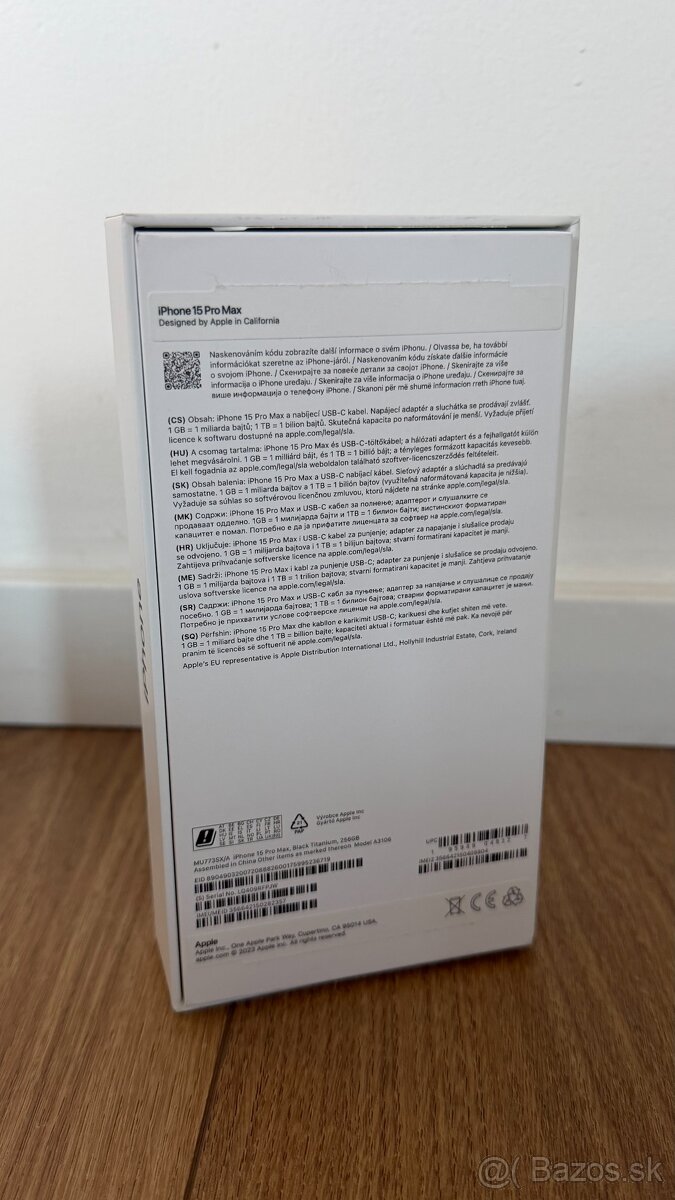 iPhone 15 Pro Max
Designed by Apple in California
Naskenováním kódu zobrazíte další informace o svém iPhonu. / Olvassa be, ha további
információkat szeretne az iPhone-járól. / Naskenovaním kódu získate ďalšie informácie
o svojom iPhone. / Скенирајте за повеќе детали за својот iPhone. / Skenirajte za više
informacija o iPhone uređaju. / Skenirajte za više informacija o iPhone uređaju. / Скенирајте за
више информација о телефону iPhone. / Skanoni për më shumë informacion rreth iPhone tuaj.
(CS) Obsah: iPhone 15 Pro Max a nabíjecí USB-C kabel. Napájecí adaptér a sluchátka se prodávají zvlášť.
1 GB = 1 miliarda bajtů; 1 TB = 1 bilion bajtů. Skutečná kapacita po naformátování je menší. Vyžaduje přijetí
licence k softwaru dostupné na apple.com/legal/sla.
(HU) A csomag tartalma: iPhone 15 Pro Max és USB-C-töltőkábel; a hálózati adaptert és a fejhallgatót külön
lehet megvásárolni. 1 GB = 1 milliárd bájt, és 1 TB = 1 billió bájt; a tényleges formázott kapacitás kevesebb.
El kell fogadnia az apple.com/legal/sla weboldalon található szoftver-licencszerződés feltételeit.
(SK) Obsah balenia: iPhone 15 Pro Max a USB-C nabíjací kábel. Sieťový adaptér a slúchadlá sa predávajú
samostatne. 1 GB = 1 miliarda bajtov a 1 TB = 1 bilión bajtov (využiteľná naformátovaná kapacita je nižšia).
Vyžaduje sa súhlas so softvérovou licenčnou zmluvou, ktorú nájdete na stránke apple.com/legal/sla.
(MK) Содржи: iPhone 15 Pro Max и USB-C кабел за полнење; адаптерот и слушалките се
продаваат одделно. 1GB = 1 милијарда бајти и 1TB = 1 билион бајти; вистинскиот форматиран
капацитет е помал. Потребно е да ја прифатите лиценцата за софтвер на apple.com/legal/sla.
(HR) Uključuje: iPhone 15 Pro Max i USB-C kabel za punjenje; adapter za napajanje i slušalice prodaju
se odvojeno. 1 GB = 1 milijarda bajtova i 1 TB = 1 bilijun bajtova; stvarni formatirani kapacitet je manji.
Zahtijeva prihvaćanje softverske licence na apple.com/legal/sla.
(ME) Sadrži: iPhone 15 Pro Max i kabl za punjenje USB-C; adapter za punjenje i slušalice se prodaju odvojeno.
1 GB = 1 milijarda bajtova i 1 TB = 1 trilion bajtova; stvarni formatirani kapacitet je manji. Zahtjeva prihvatanje
uslova softverske licence na apple.com/legal/sla.
(SR) Садржи: iPhone 15 Pro Max и USB-C кабл за пуњење; адаптер за напајање и слушалице се продају
посебно. 1 GB = 1 милијарда бајтова; 1 TB = 1 билион бајтова; стварни форматирани капацитет је мањи.
Потребно је прихватити услове софтверске лиценце на apple.com/legal/sla.
(SQ) Përfshin: iPhone 15 Pro Max dhe kabllon e karikimit USB-C; karikuesi dhe kufjet shiten më vete.
1 GB = 1 miliard bajte dhe 1 TB = 1 billion bajte; kapaciteti aktual i formatuar është më pak. Ka nevojë për
pranim të licencës së softuerit në apple.com/legal/sla.
Apple's EU representative is Apple Distribution International Ltd., Hollyhill Industrial Estate, Cork, Ireland
PAP
Výrobce Apple Inc
Gyártó Apple Inc
MU773SX/A iPhone 15 Pro Max, Black Titanium, 256GB
Assembled in China Other items as marked thereon Model A3106
EID 89049032007208882600175895236719
(S) Serial No.
IMEI/MEID 356642150282357
UPC
IMEI2
Apple
Apple Inc., One Apple Park Way, Cupertino, CA 95014 USA.
apple.com © 2023 Apple Inc. All rights reserved.
iPhone
@( Bazos.sk